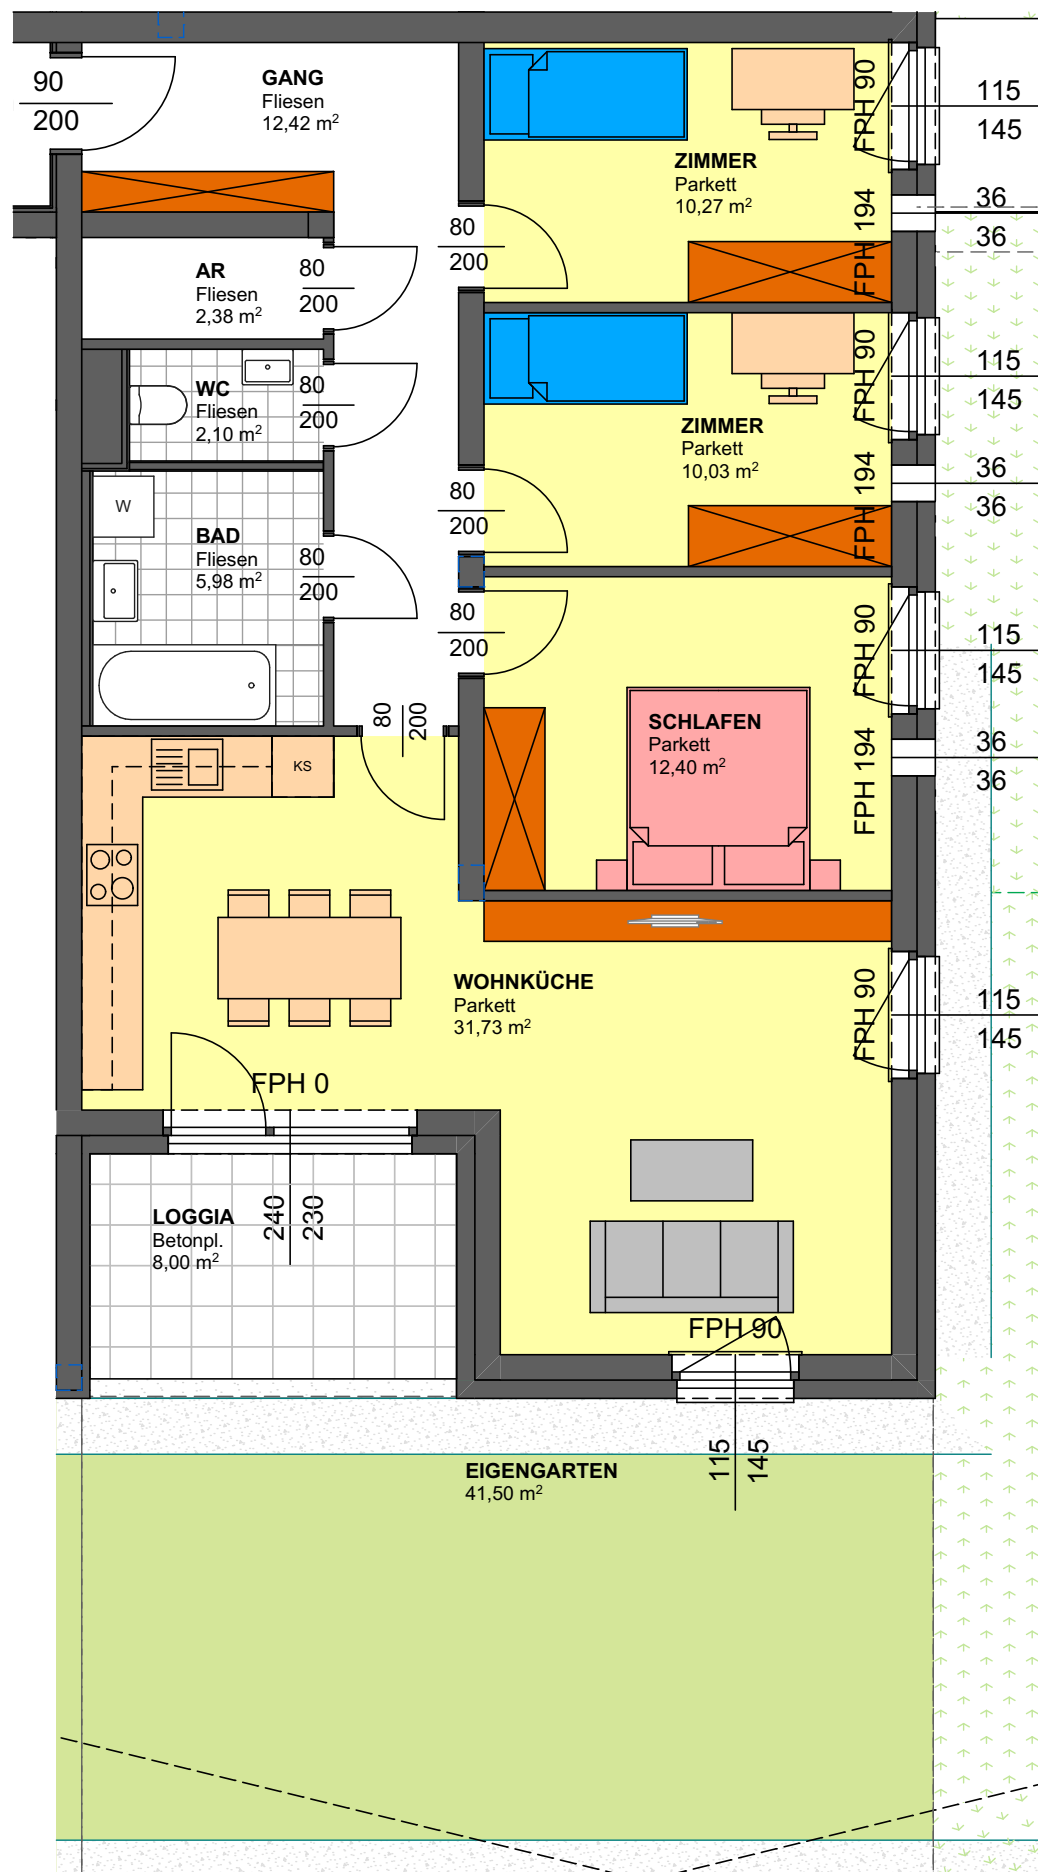 90
200
GANG
Fliesen
12,42 m²
FPH 90
115
145
ZIMMER
Parkett
10,27 m²
FPH 194
36
36
80
200
AR
Fliesen
2,38 m²
80
200
WC
Fliesen
2,10 m²
80
200
FPH 90
115
145
ZIMMER
Parkett
10,03 m²
FPH 194
36
36
80
200
W
BAD
Fliesen
5,98 m²
80
200
80
200
FPH 90
115
145
SCHLAFEN
Parkett
12,40 m²
FPH 194
36
36
80
200
KS
WOHNKÜCHE
Parkett
31,73 m²
FPH 90
115
145
FPH 0
240
230
LOGGIA
Betonpl.
8,00 m²
FPH 90
115
145
EIGENGARTEN
41,50 m²